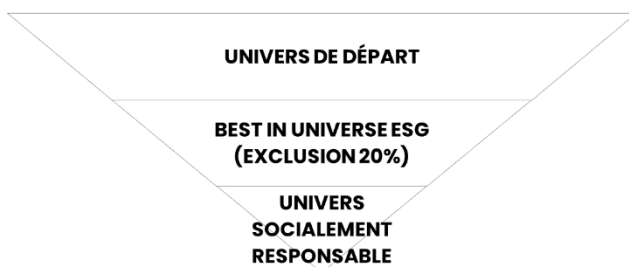 UNIVERS DE DÉPART
BEST IN UNIVERSE ESG
(EXCLUSION 20%)
UNIVERS
SOCIALEMENT
RESPONSABLE